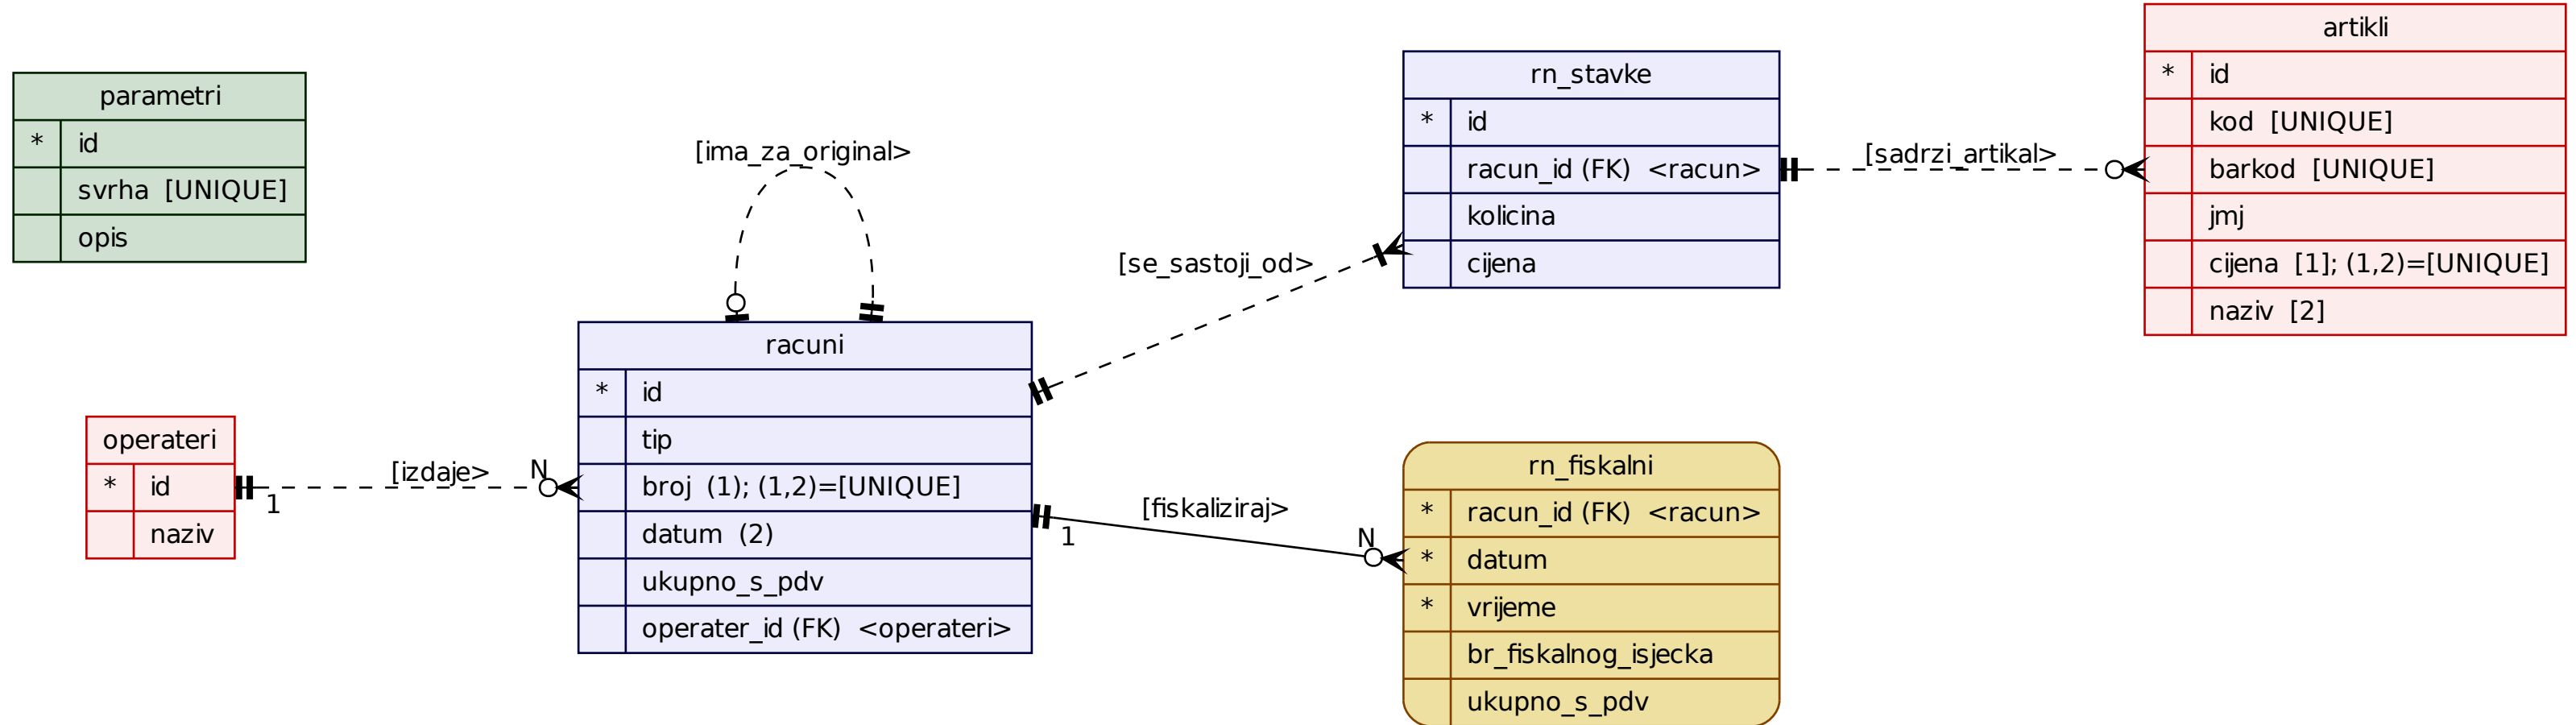 parametri
* id
svrha [UNIQUE]
opis
operateri
* id
naziv
1
[izdaje>
N
[ima_za_original>
racuni
* id
tip
broj (1); (1,2)=[UNIQUE]
datum (2)
ukupno_s_pdv
operater_id (FK) <operateri>
[se_sastoji_od>
1
[fiskaliziraj>
N
rn_stavke
* id
racun_id (FK) <racun>
kolicina
cijena
rn_fiskalni
* racun_id (FK) <racun>
* datum
* vrijeme
br_fiskalnog_isjecka
ukupno_s_pdv
[sadrzi_artikal>
artikli
* id
kod [UNIQUE]
barkod [UNIQUE]
jmj
cijena [1]; (1,2)=[UNIQUE]
naziv [2]